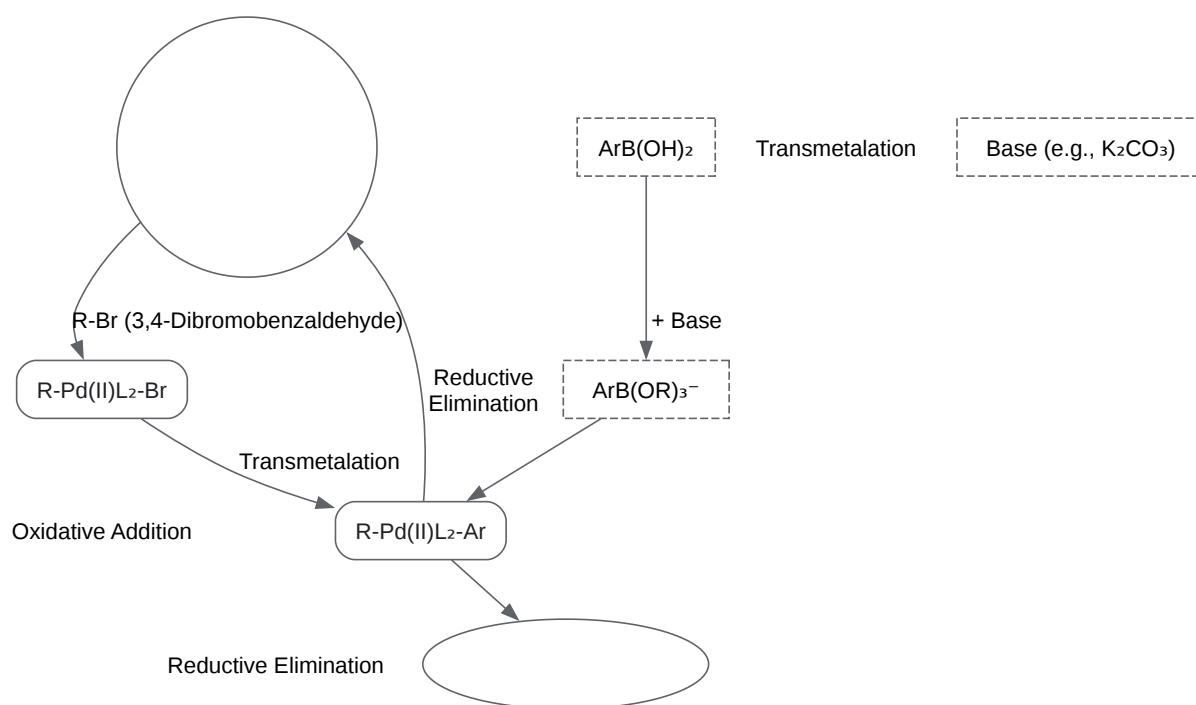 ArB(OH)₂
Transmetalation
Base (e.g., K₂CO₃)
R-Br (3,4-Dibromobenzaldehyde)
+ Base
R-Pd(II)L₂-Br
Reductive
Elimination
ArB(OR)₃⁻
Transmetalation
Oxidative Addition
R-Pd(II)L₂-Ar
Reductive Elimination